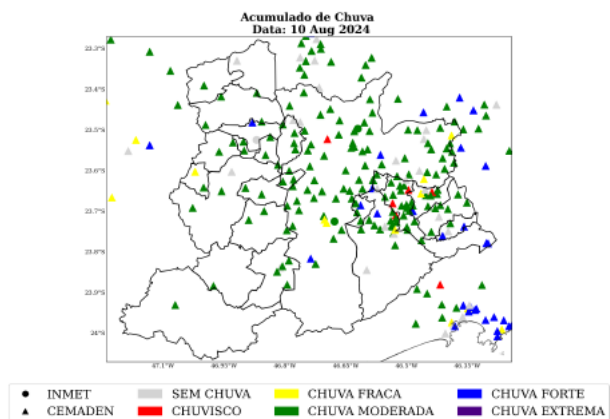 Acumulado de Chuva
Data: 10 Aug 2024
23.3°S
23.4°S
23.5°S
23.6°S
23.7°S
23.8°S
23.9°S
24°S
47.1°W
46.95°W
46.8°W
46.65°W
46.5°W
46.35°W
INMET
SEM CHUVA
CHUVA FRACA
CHUVA FORTE
CEMADEN
CHUVISCO
CHUVA MODERADA
CHUVA EXTREMA